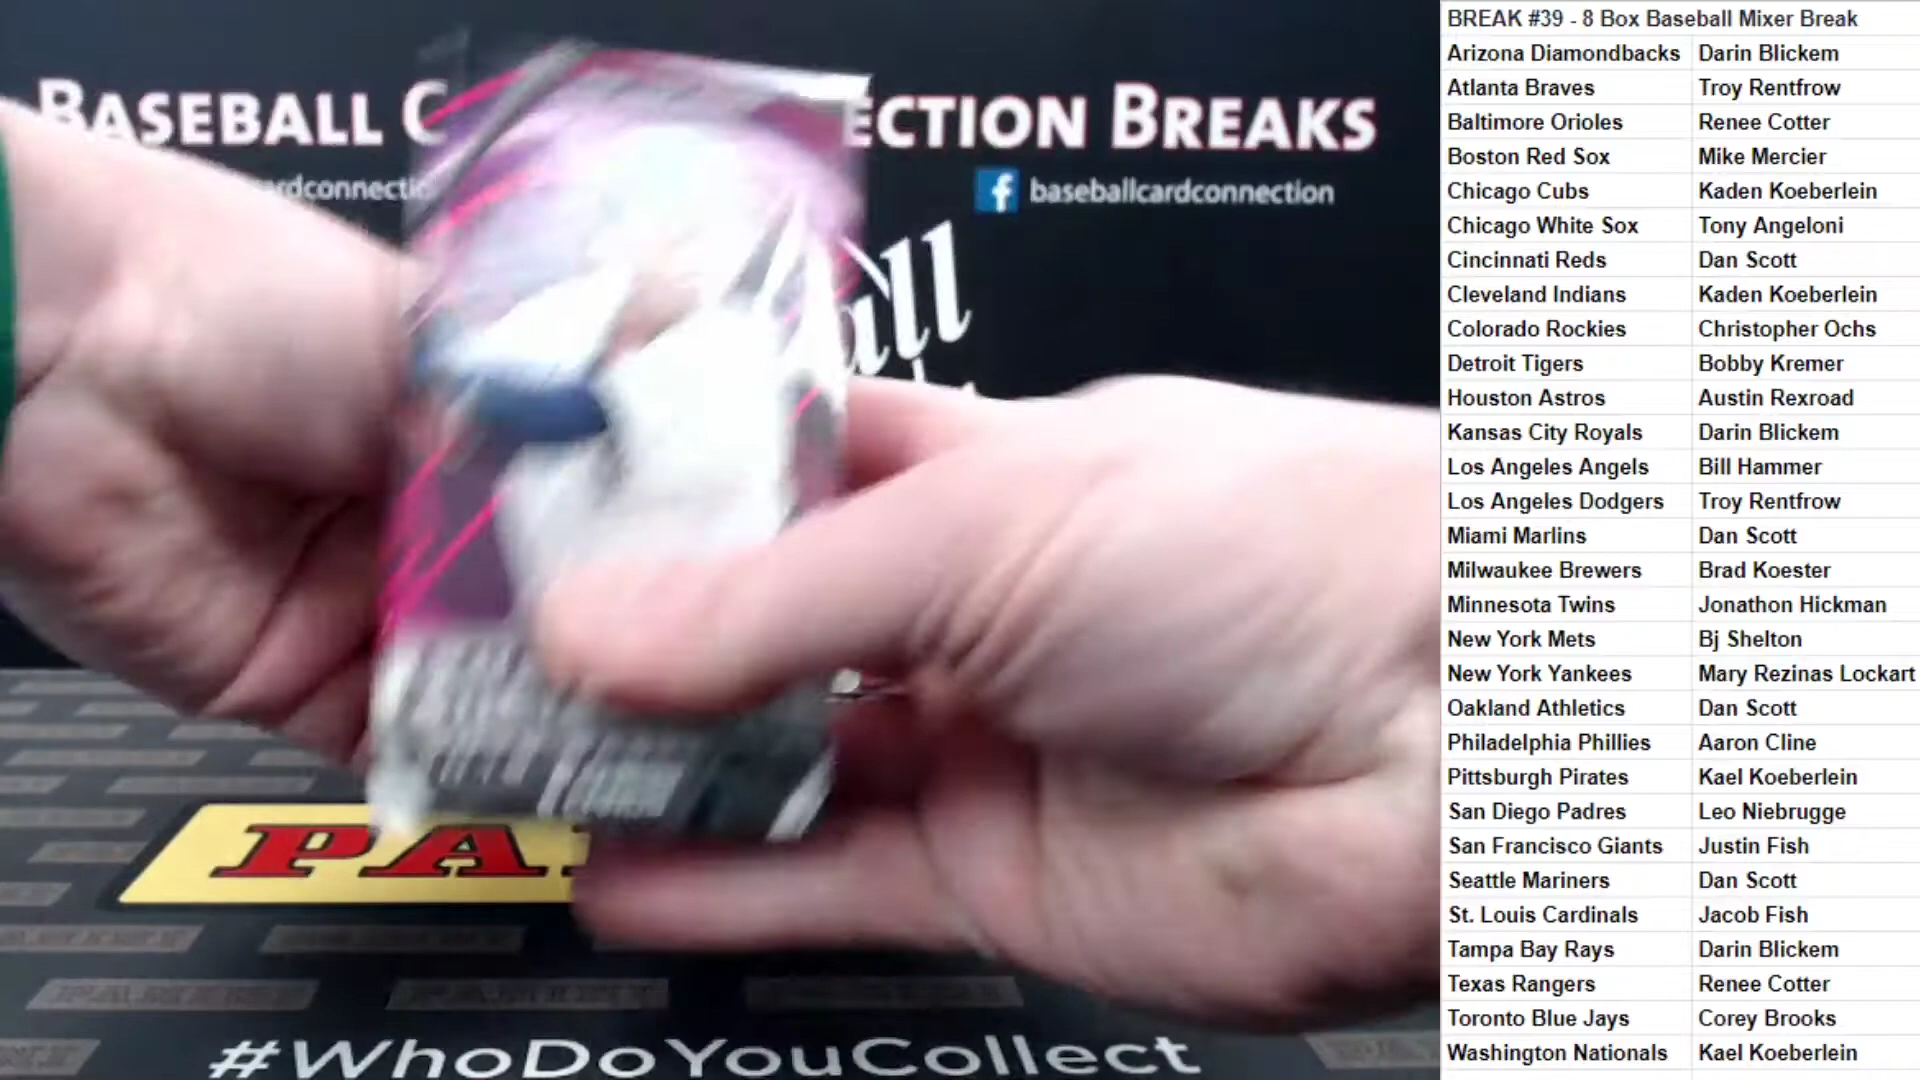 BASEBALL C
ECTION BREAKS
ardconnectio
f baseballcardconnection
all
PA
#WhoDoYouCollect
BREAK #39 - 8 Box Baseball Mixer Break
Arizona Diamondbacks Darin Blickem
Atlanta Braves Troy Rentfrow
Baltimore Orioles Renee Cotter
Boston Red Sox Mike Mercier
Chicago Cubs Kaden Koeberlein
Chicago White Sox Tony Angeloni
Cincinnati Reds Dan Scott
Cleveland Indians Kaden Koeberlein
Colorado Rockies Christopher Ochs
Detroit Tigers Bobby Kremer
Houston Astros Austin Rexroad
Kansas City Royals Darin Blickem
Los Angeles Angels Bill Hammer
Los Angeles Dodgers Troy Rentfrow
Miami Marlins Dan Scott
Milwaukee Brewers Brad Koester
Minnesota Twins Jonathon Hickman
New York Mets Bj Shelton
New York Yankees Mary Rezinas Lockart
Oakland Athletics Dan Scott
Philadelphia Phillies Aaron Cline
Pittsburgh Pirates Kael Koeberlein
San Diego Padres Leo Niebrugge
San Francisco Giants Justin Fish
Seattle Mariners Dan Scott
St. Louis Cardinals Jacob Fish
Tampa Bay Rays Darin Blickem
Texas Rangers Renee Cotter
Toronto Blue Jays Corey Brooks
Washington Nationals Kael Koeberlein